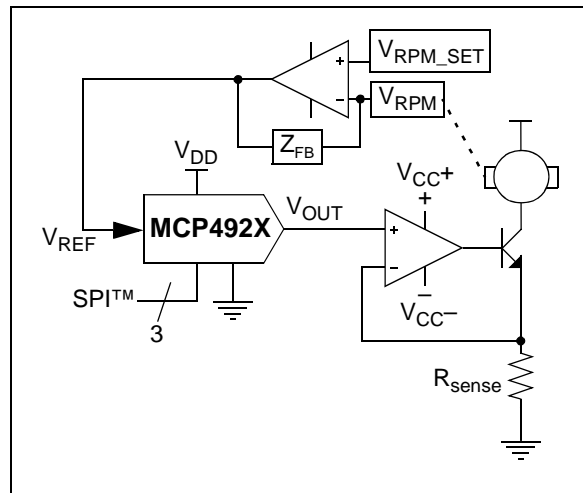 V_RPM_SET
V_RPM
Z_FB
V_DD
V_CC+
+
MCP492X
V_OUT
V_REF
SPI™
3
+
−
+
−
−
V_CC−
R_sense